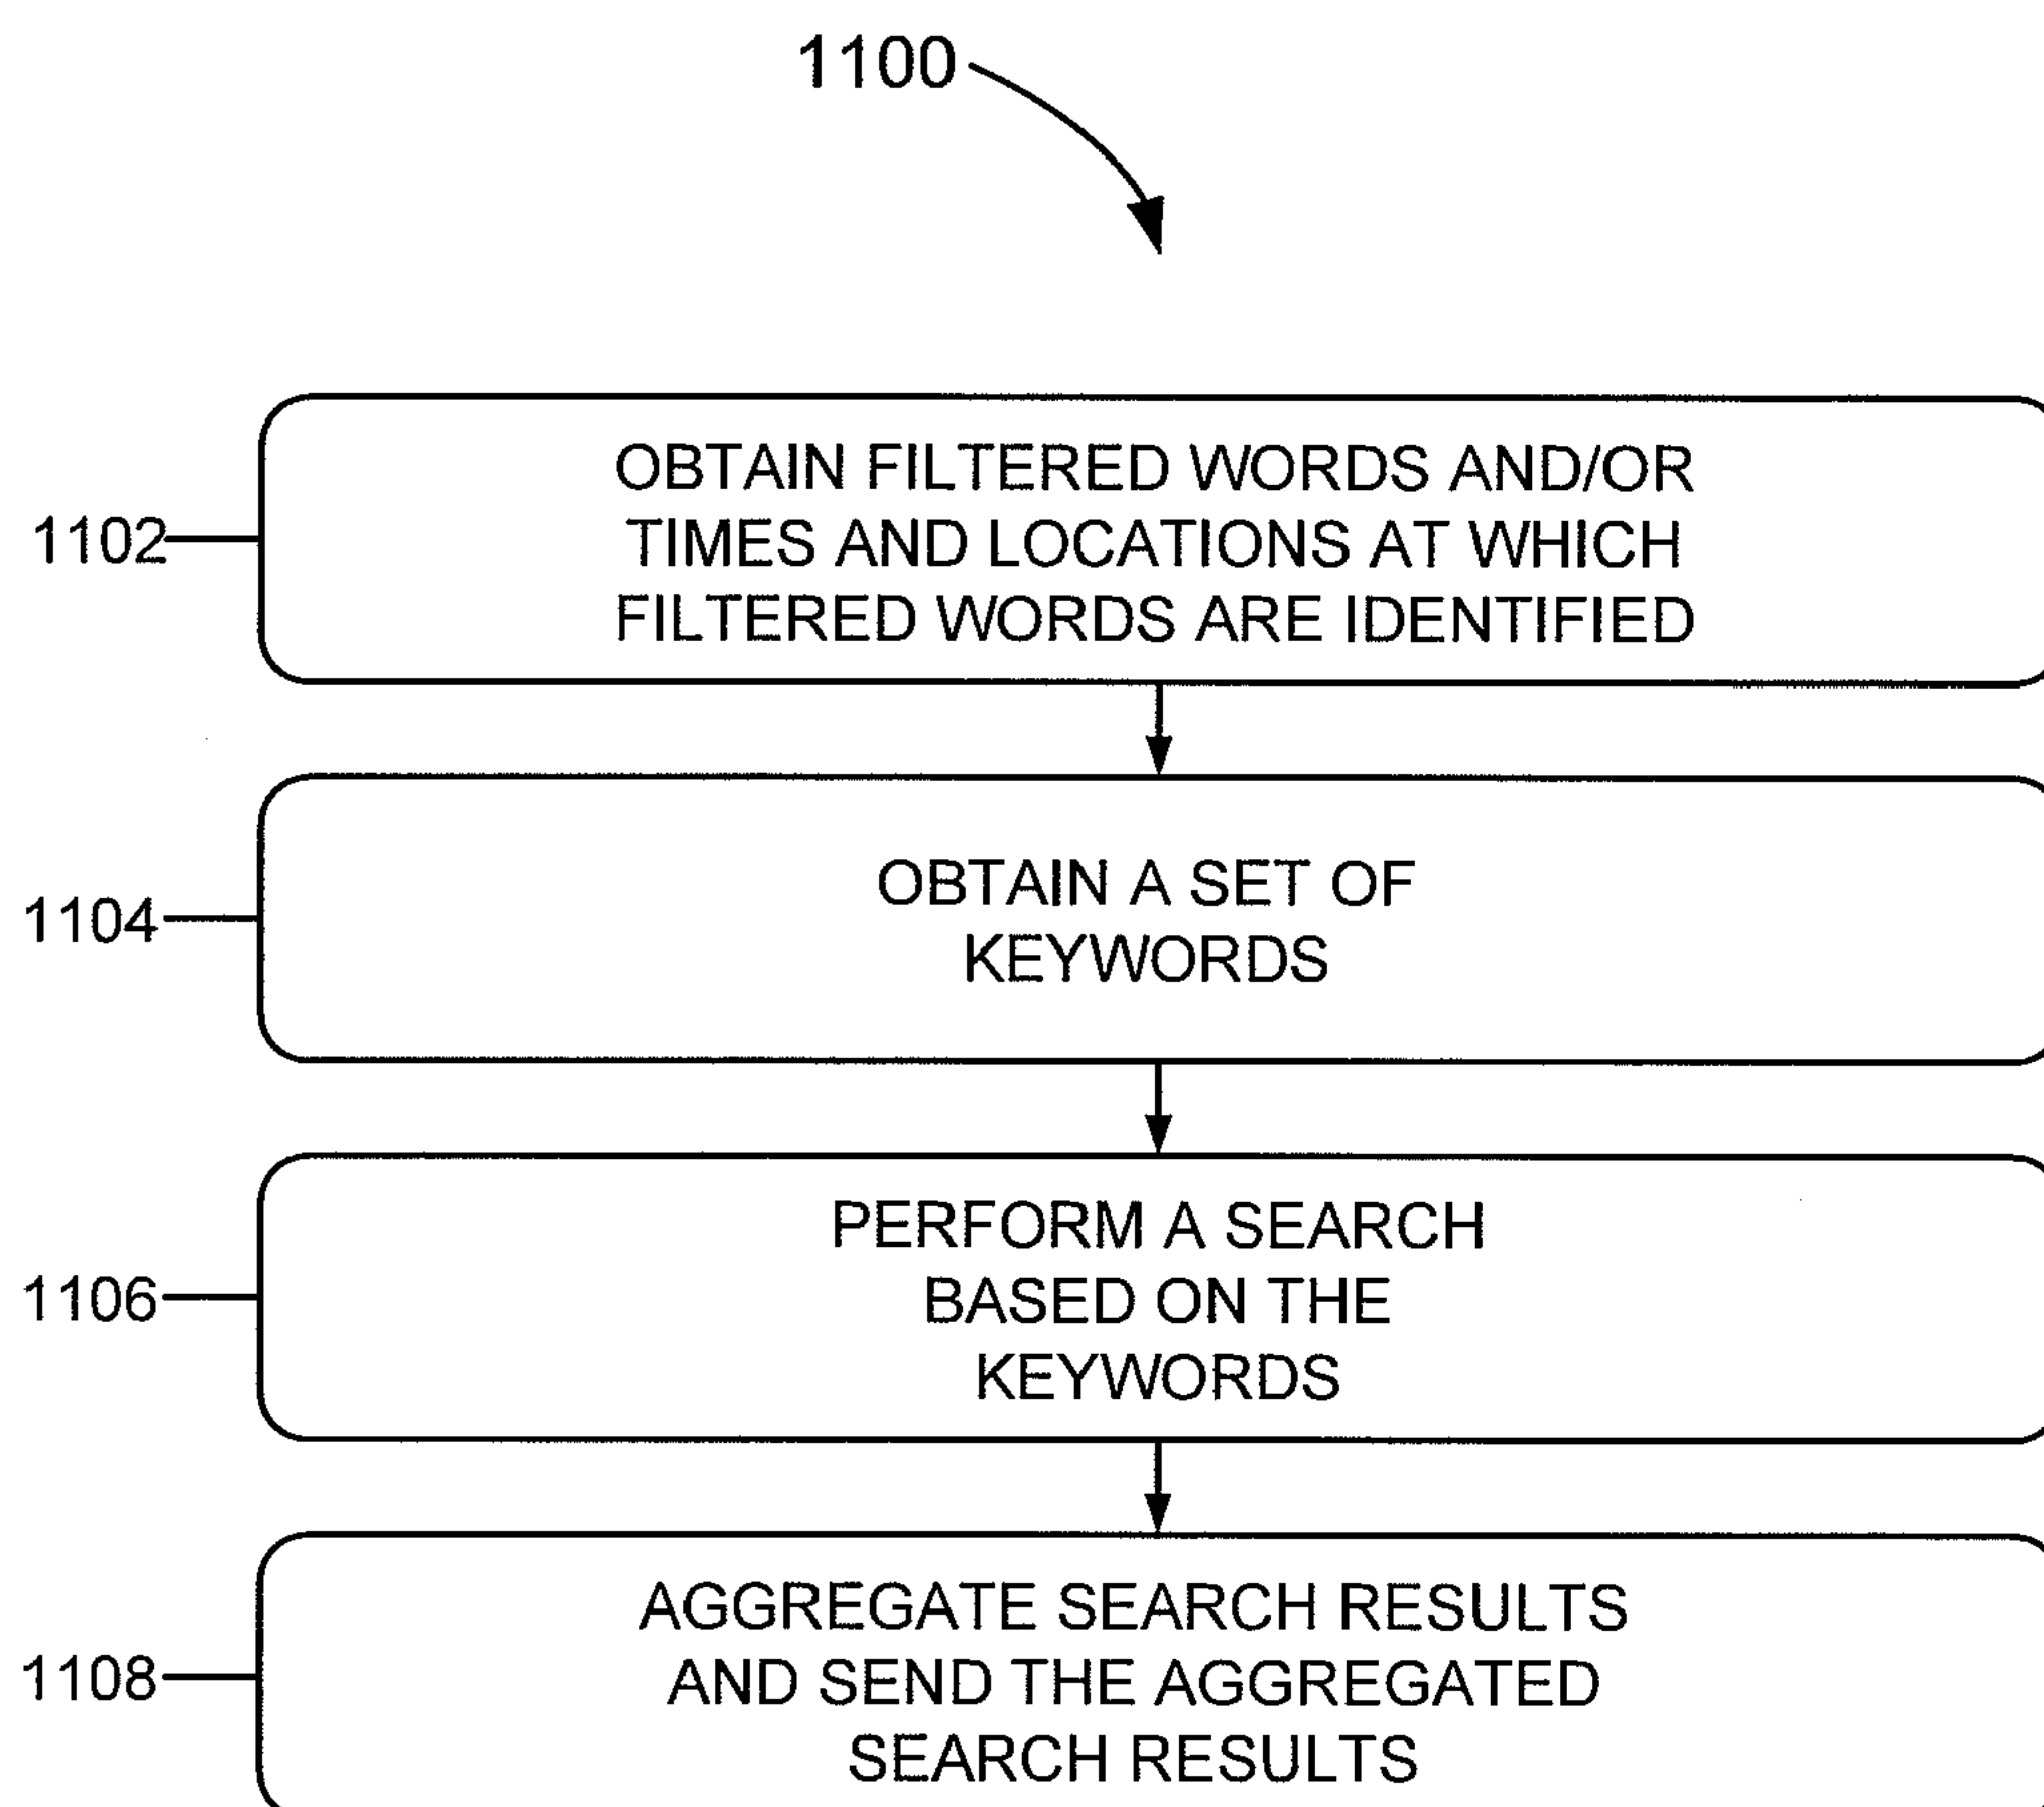 1100
OBTAIN FILTERED WORDS AND/OR
TIMES AND LOCATIONS AT WHICH
FILTERED WORDS ARE IDENTIFIED
1102
OBTAIN A SET OF
KEYWORDS
1104
PERFORM A SEARCH
BASED ON THE
KEYWORDS
1106
AGGREGATE SEARCH RESULTS
AND SEND THE AGGREGATED
SEARCH RESULTS
1108